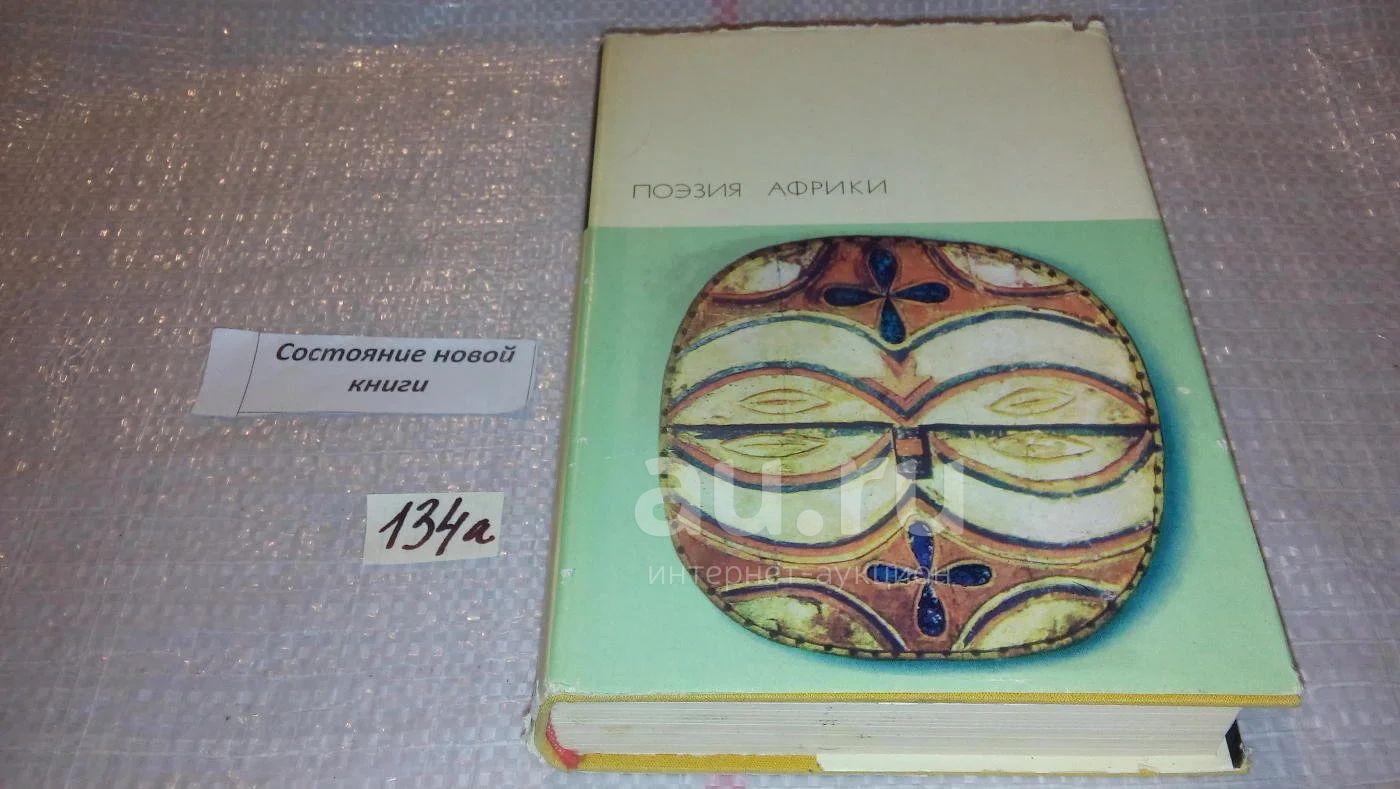 ПОЭЗИЯ АФРИКИ
Состояние новой
книги
134а
au.ru
интернет аукцион